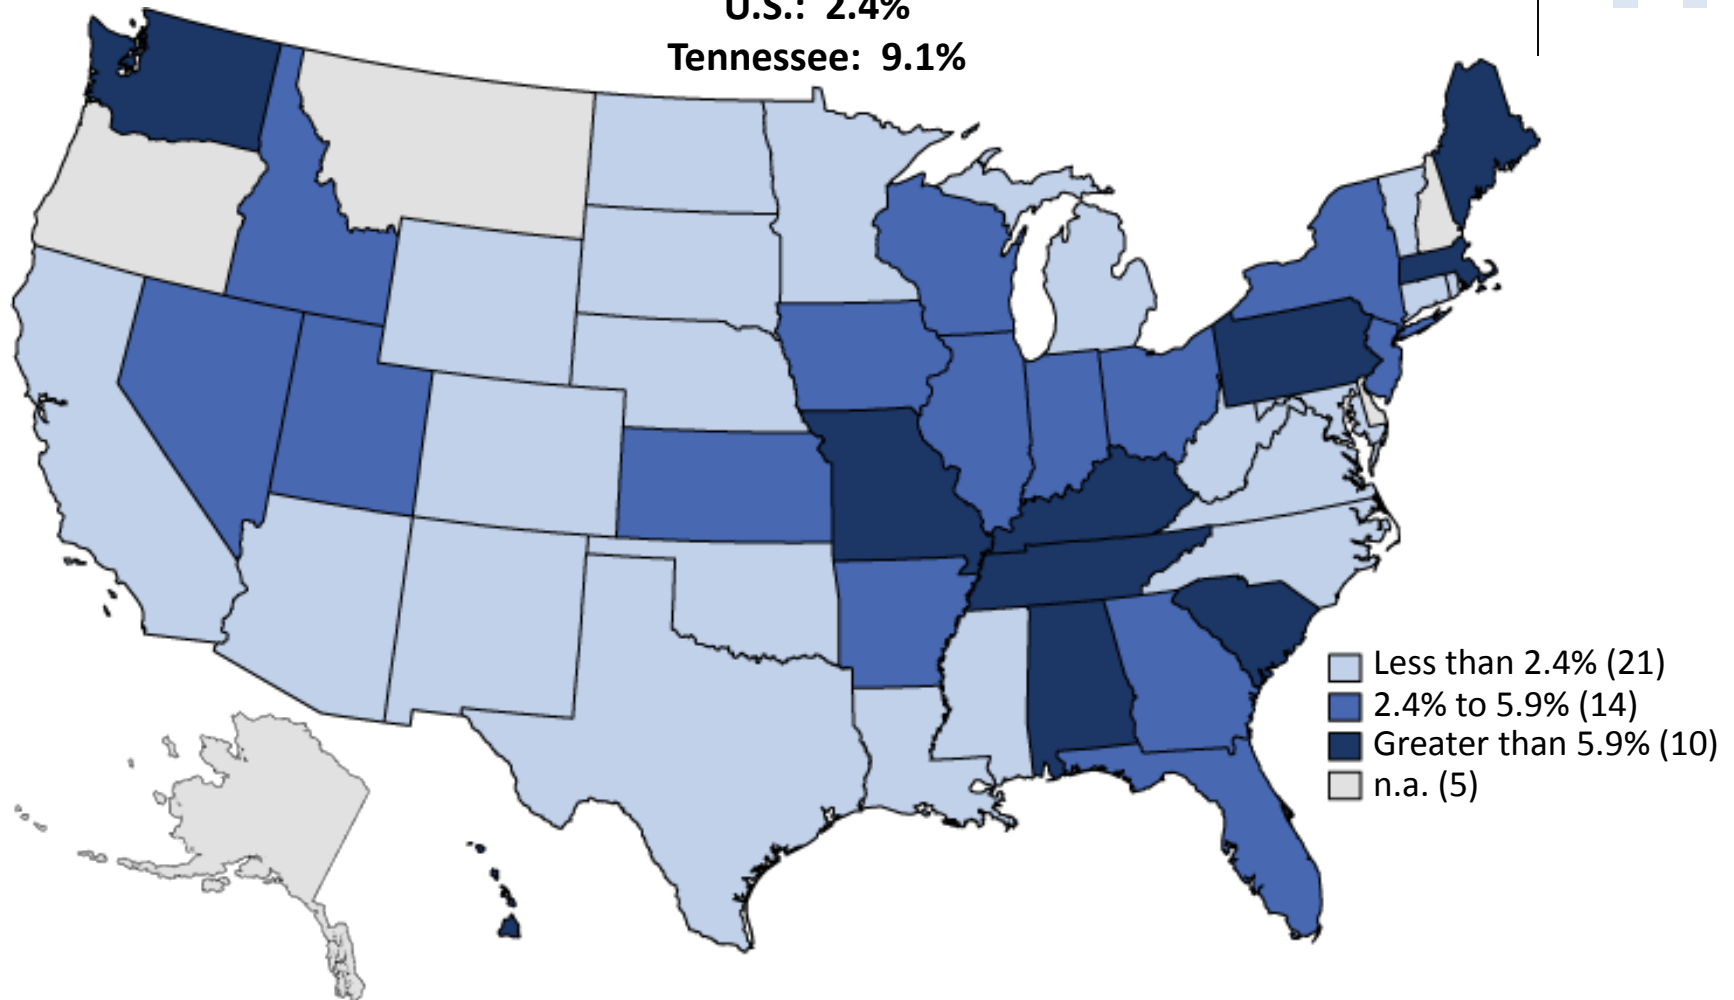 U.S.: 2.4%
Tennessee: 9.1%
Less than 2.4% (21)
2.4% to 5.9% (14)
Greater than 5.9% (10)
n.a. (5)